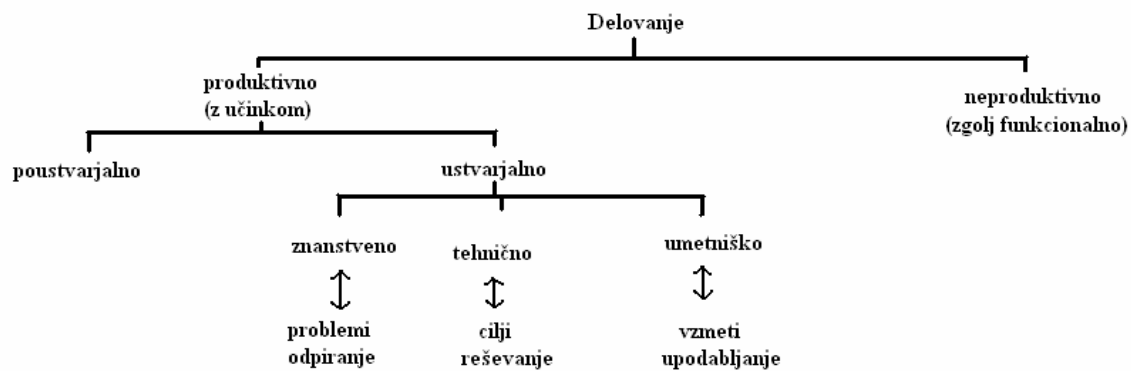 Delovanje
produktivno
(z učinkom)
neproduktivno
(zgolj funkcionalno)
poustvarjalno
ustvarjalno
znanstveno
tehnično
umetniško
problemi
odpiranje
cilji
reševanje
vzmeti
upodabljanje